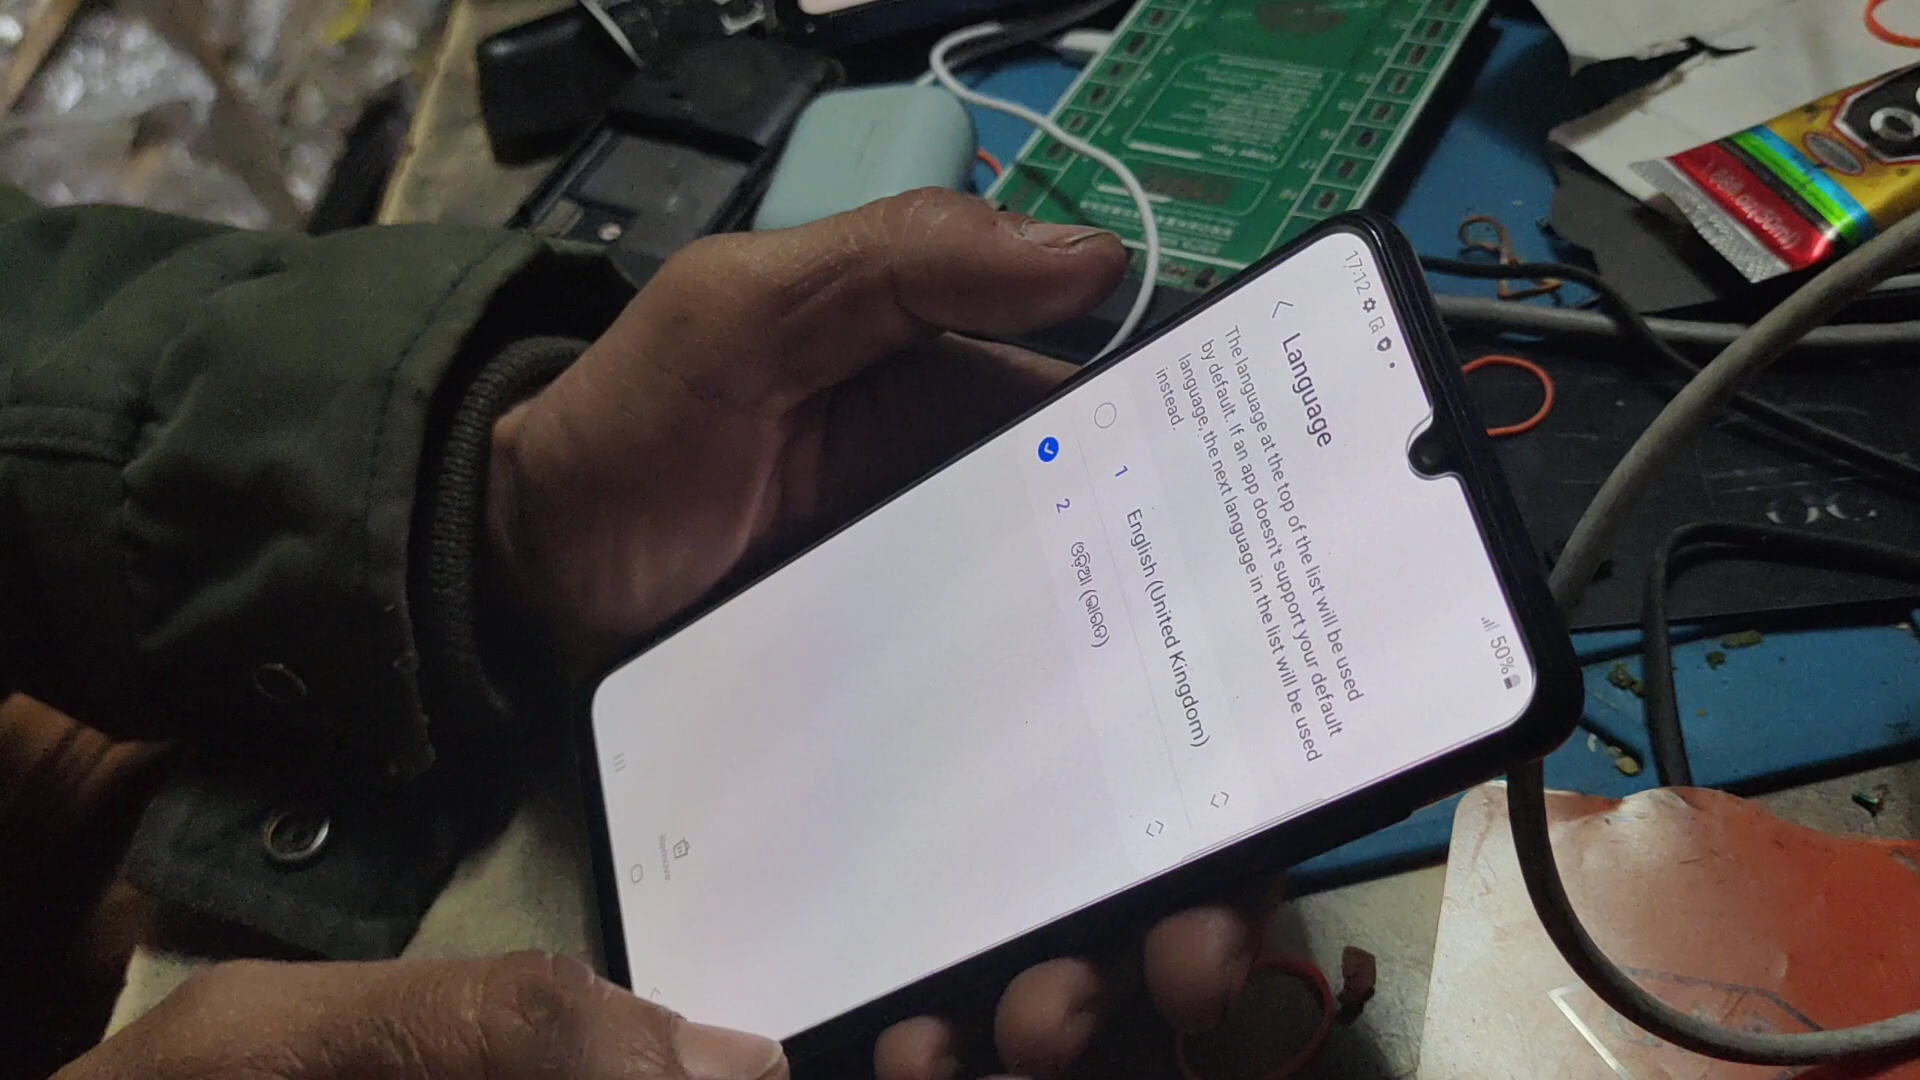 17:12
50%
Language
The language at the top of the list will be used
by default. If an app doesn't support your default
language, the next language in the list will be used
instead.
1 English (United Kingdom)
2 ଓଡ଼ିଆ (ଭାରତ)
Remove